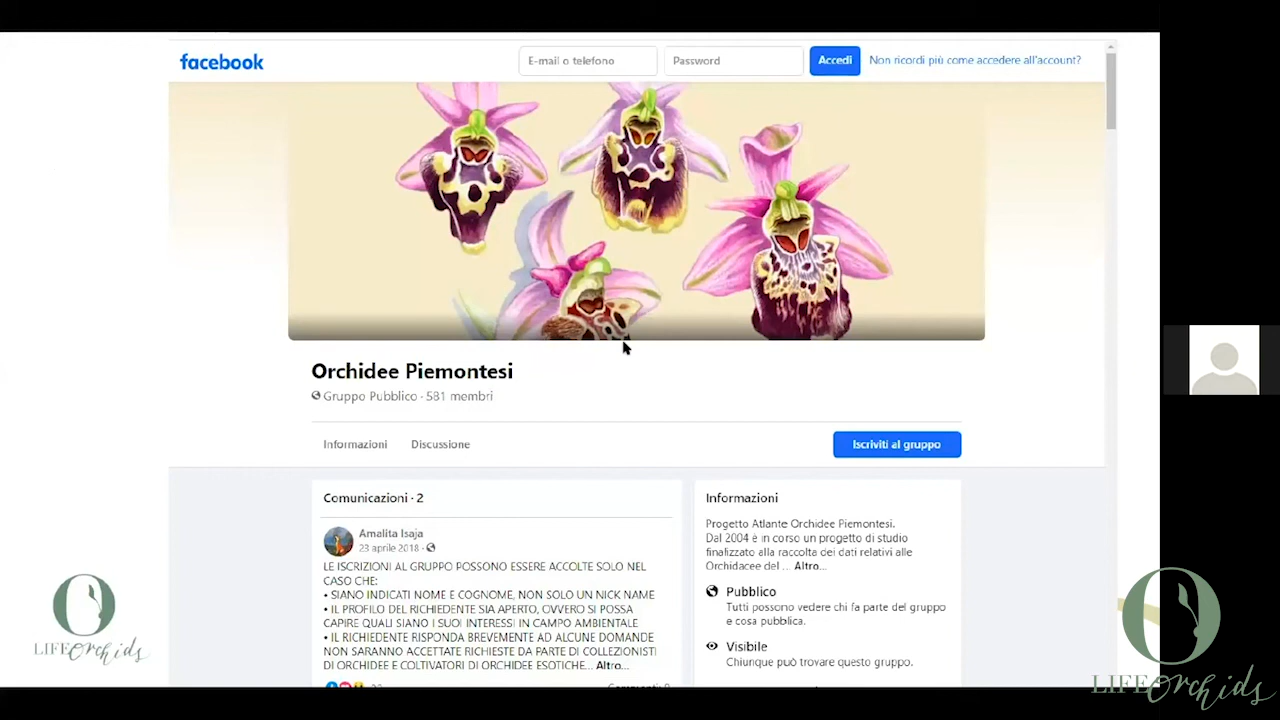 facebook
E-mail o telefono
Password
Accedi
Non ricordi più come accedere all'account?
Orchidee Piemontesi
Gruppo Pubblico · 581 membri
Informazioni
Discussione
Iscriviti al gruppo
Comunicazioni · 2
Amalita Isaja
23 aprile 2018 ·
LE ISCRIZIONI AL GRUPPO POSSONO ESSERE ACCOLTE SOLO NEL
CASO CHE:
• SIANO INDICATI NOME E COGNOME, NON SOLO UN NICK NAME
• IL PROFILO DEL RICHIEDENTE SIA APERTO, OVVERO SI POSSA
CAPIRE QUALI SIANO I SUOI INTERESSI IN CAMPO AMBIENTALE
• IL RICHIEDENTE RISPONDA BREVEMENTE AD ALCUNE DOMANDE
NON SARANNO ACCETTATE RICHIESTE DA PARTE DI COLLEZIONISTI
DI ORCHIDEE E COLTIVATORI DI ORCHIDEE ESOTICHE... Altro...
Informazioni
Progetto Atlante Orchidee Piemontesi.
Dal 2004 è in corso un progetto di studio
finalizzato alla raccolta dei dati relativi alle
Orchidacee del ... Altro...
Pubblico
Tutti possono vedere chi fa parte del gruppo
e cosa pubblica.
Visibile
Chiunque può trovare questo gruppo.
LIFE orchids
LIFE orchids